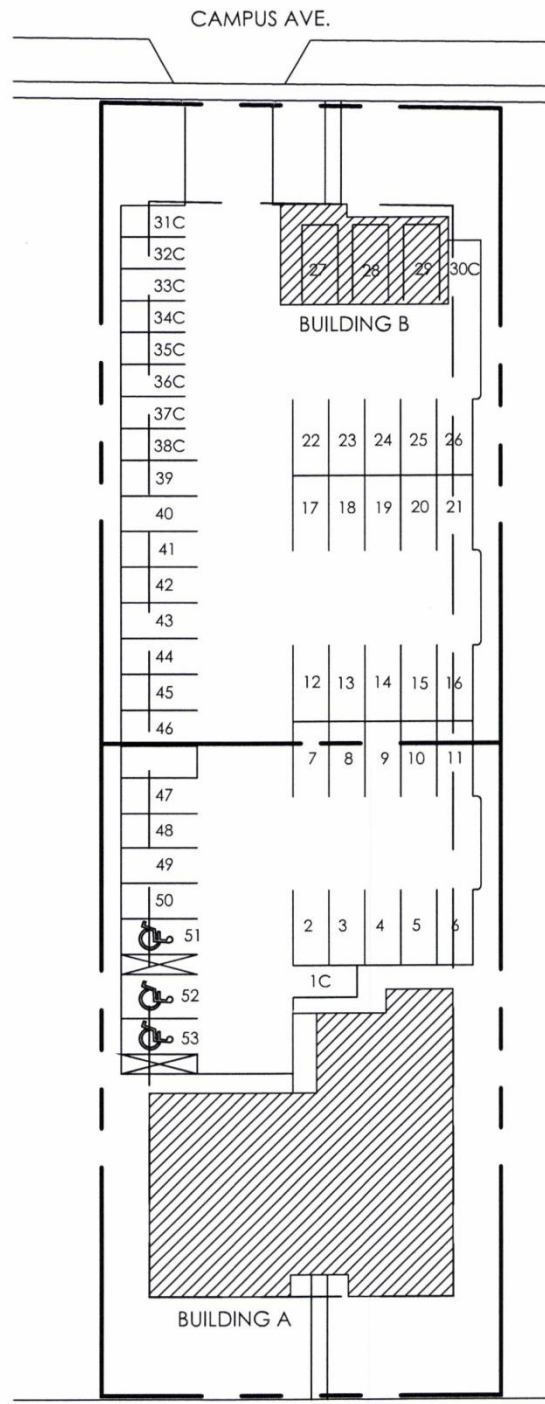 CAMPUS AVE.
31C
32C
33C
34C
35C
36C
37C
38C
39
40
41
42
43
44
45
46
27 28 29 30C
BUILDING B
22 23 24 25 26
17 18 19 20 21
12 13 14 15 16
7 8 9 10 11
47
48
49
50
51
52
53
2 3 4 5 6
1C
BUILDING A